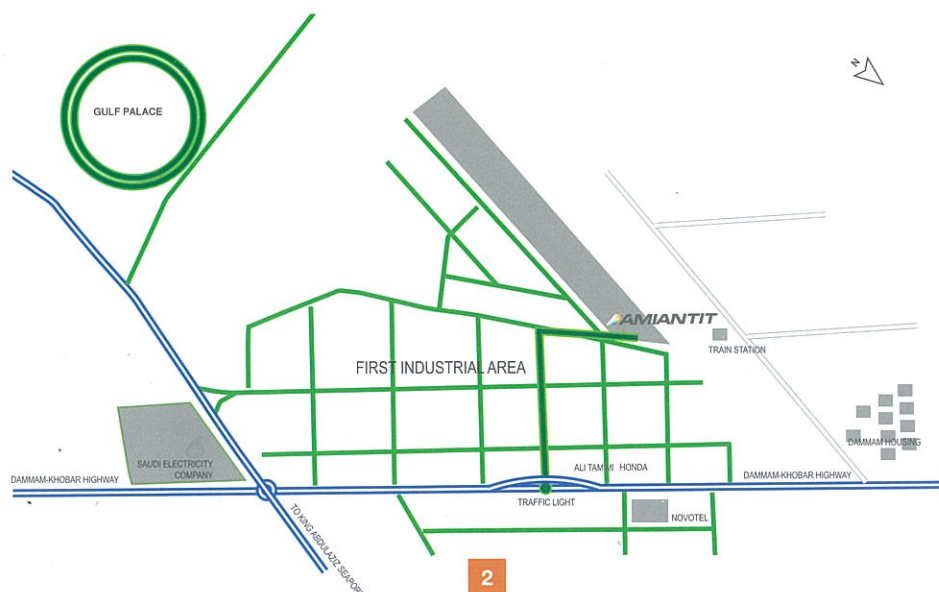 GULF PALACE
N
AMIANTIT
TRAIN STATION
FIRST INDUSTRIAL AREA
DAMMAM HOUSING
SAUDI ELECTRICITY
COMPANY
ALI TAMIMI HONDA
DAMMAM-KHOBAR HIGHWAY
DAMMAM-KHOBAR HIGHWAY
TRAFFIC LIGHT
TO KING ABDULAZIZ SEAPORT
NOVOTEL
2